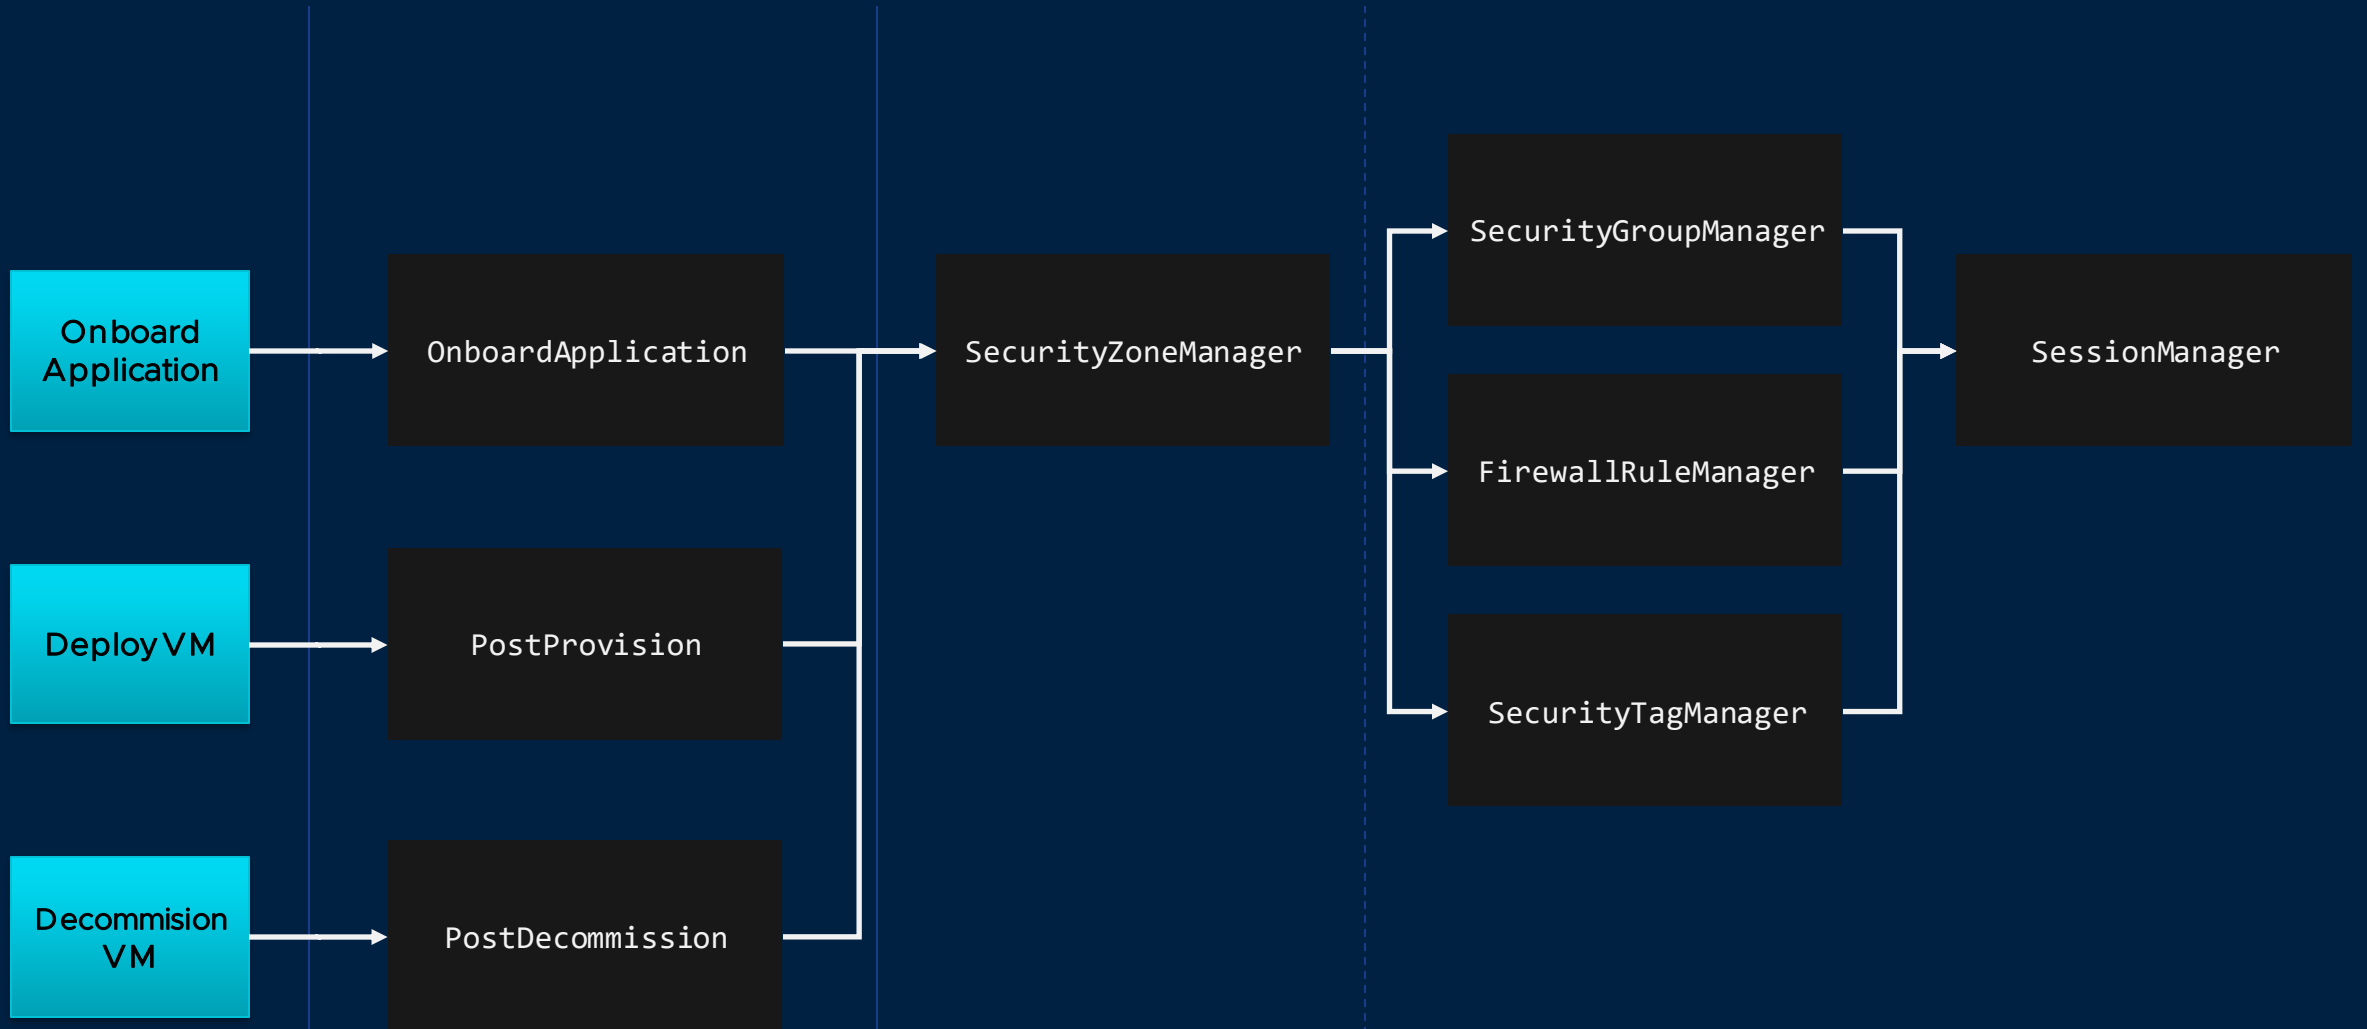 Onboard
Application
OnboardApplication
SecurityZoneManager
SecurityGroupManager
FirewallRuleManager
SecurityTagManager
SessionManager
Deploy VM
PostProvision
Decommision
VM
PostDecommission